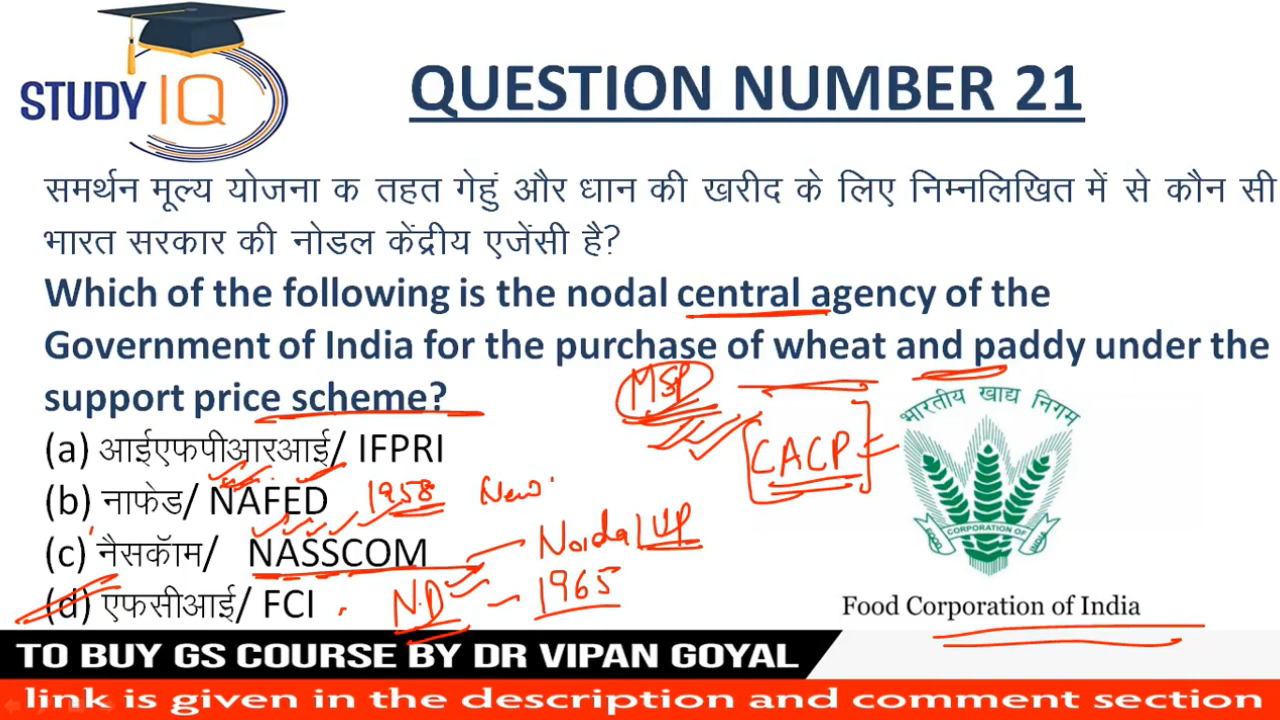 STUDY IQ
QUESTION NUMBER 21
समर्थन मूल्य योजना क तहत गेहुं और धान की खरीद के लिए निम्नलिखित में से कौन सी
भारत सरकार की नोडल केंद्रीय एजेंसी है?
Which of the following is the nodal central agency of the
Government of India for the purchase of wheat and paddy under the
support price scheme?
MSP
CACP
भारतीय खाद्य निगम
(a) आईएफपीआरआई/ IFPRI
(b) नाफेड/ NAFED 1958 New
(c) नैसकॅाम/ NASSCOM Noida/UP
(d) एफसीआई/ FCI N.D 1965
FOOD CORPORATION OF INDIA
Food Corporation of India
TO BUY GS COURSE BY DR VIPAN GOYAL
link is given in the description and comment section